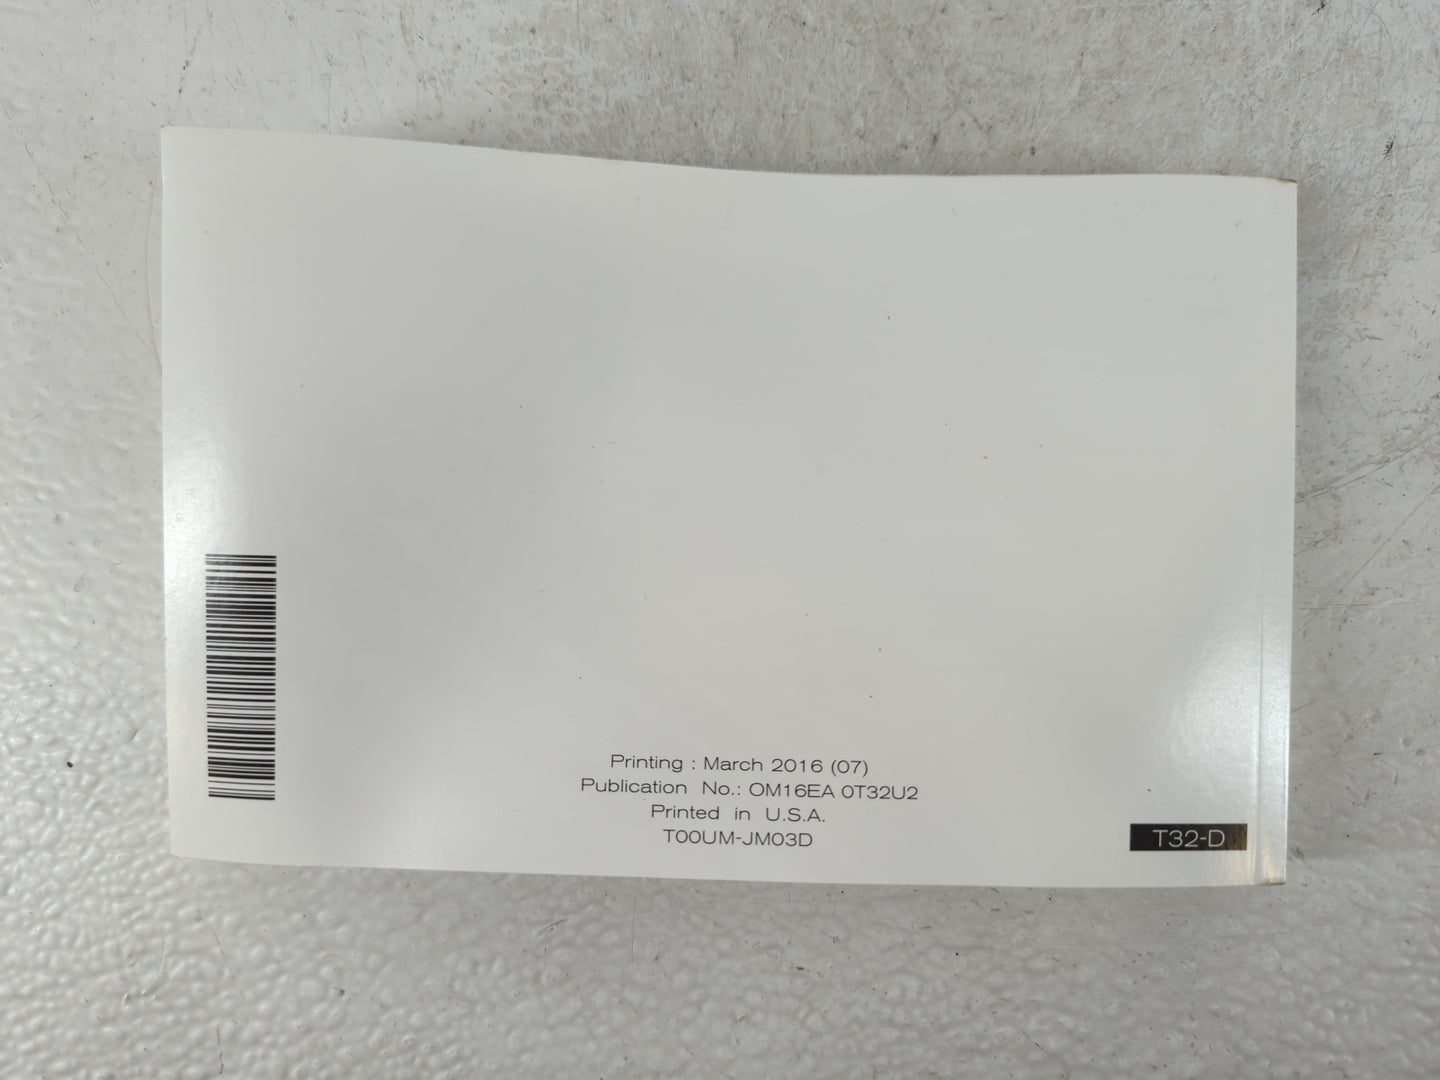 Printing : March 2016 (07)
Publication No.: OM16EA 0T32U2
Printed in U.S.A.
T00UM-JM03D
T32-D